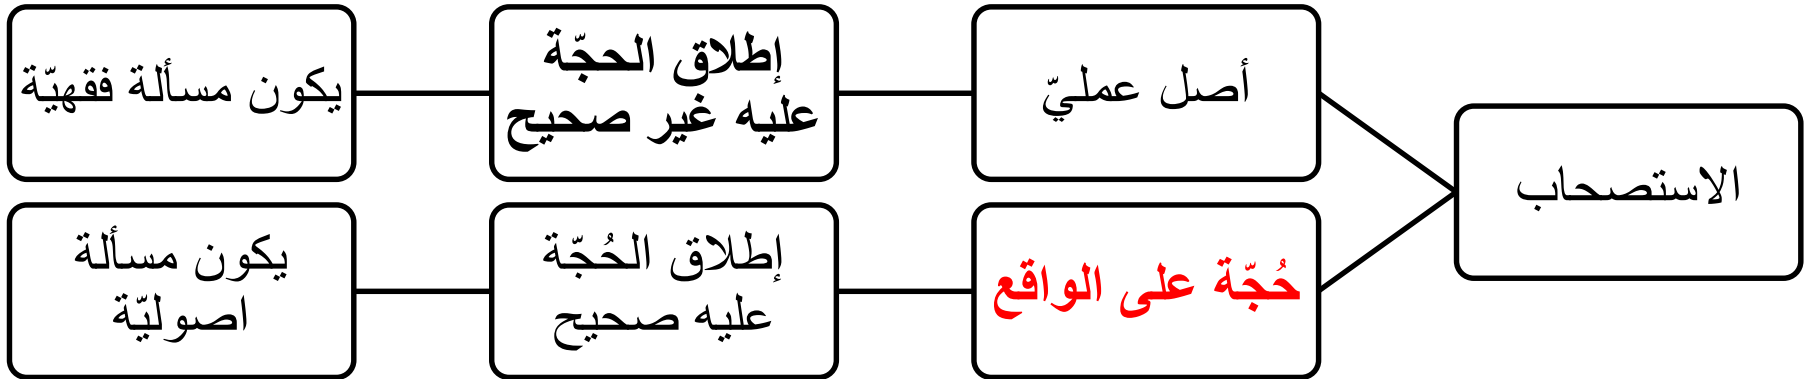 الاستصحاب
أصل عمليّ
إطلاق الحجّة
عليه غير صحيح
يكون مسألة فقهيّة
حُجّة على الواقع
إطلاق الحُجّة
عليه صحيح
يكون مسألة
اصوليّة